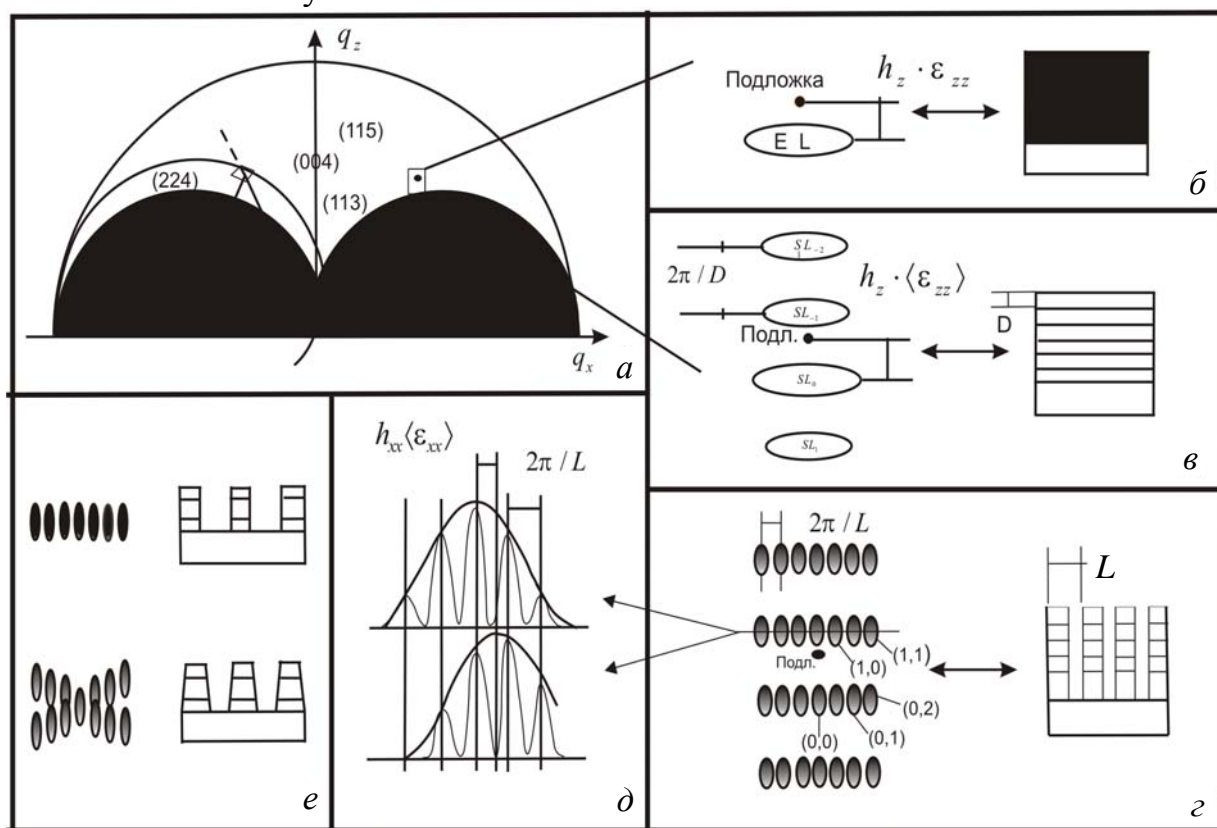 у
q_z
(115)
(004)
(224)
(113)
q_x
а
Подложка
h_z · ε_zz
E L
б
SL_-2
2π / D
h_z · ⟨ε_zz⟩
SL_-1
D
Подл.
SL_0
SL_1
в
е
h_xx⟨ε_xx⟩
2π / L
д
2π / L
L
Подл.
(1,0)
(1,1)
(0,2)
(0,1)
(0,0)
г